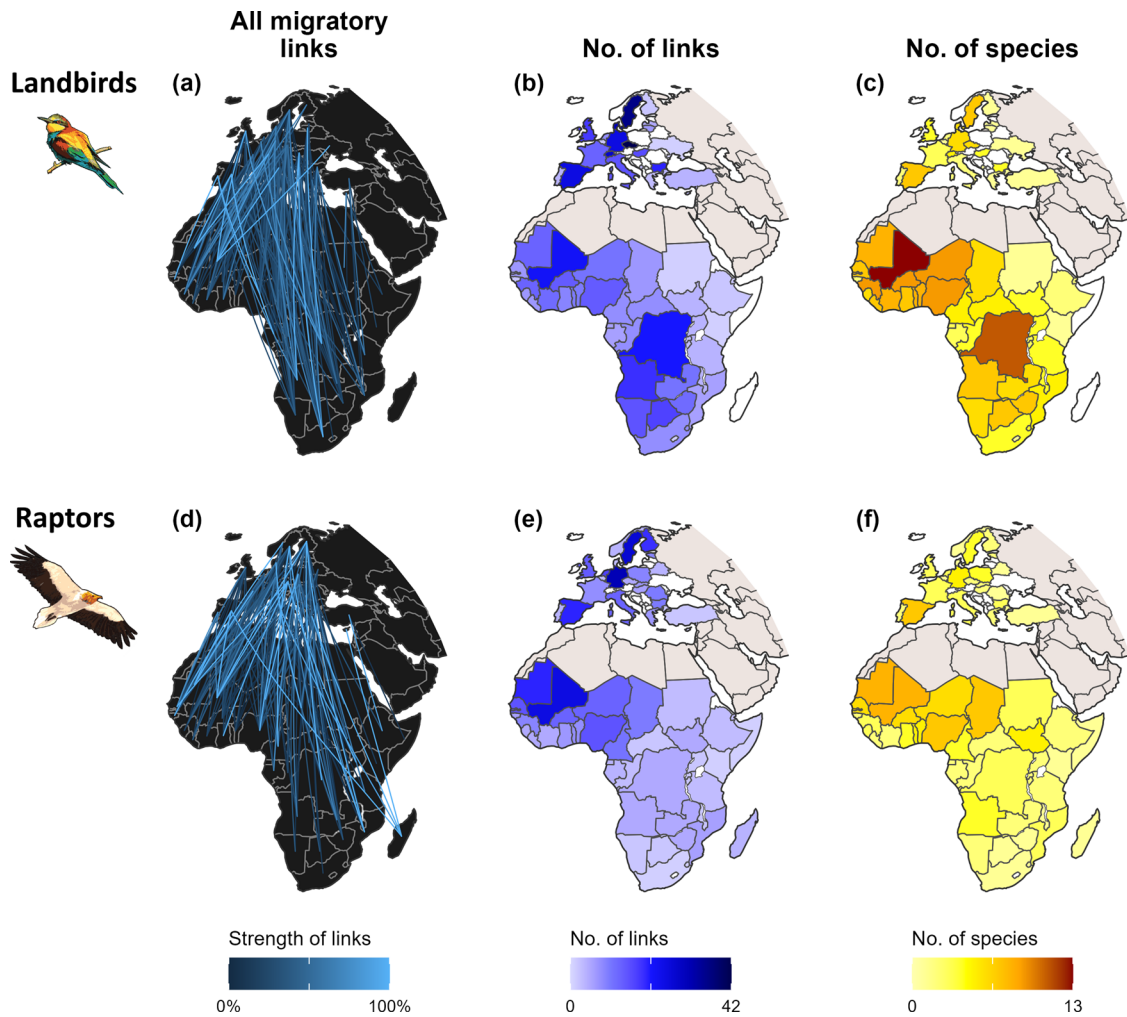 All migratory
links
No. of links
No. of species
Landbirds
(a)
(b)
(c)
Raptors
(d)
(e)
(f)
Strength of links
No. of links
No. of species
0%
100%
0
42
0
13